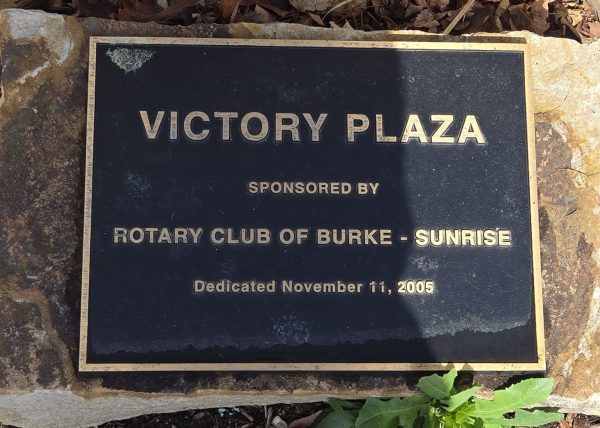 VICTORY PLAZA
SPONSORED BY
ROTARY CLUB OF BURKE - SUNRISE
Dedicated November 11, 2005